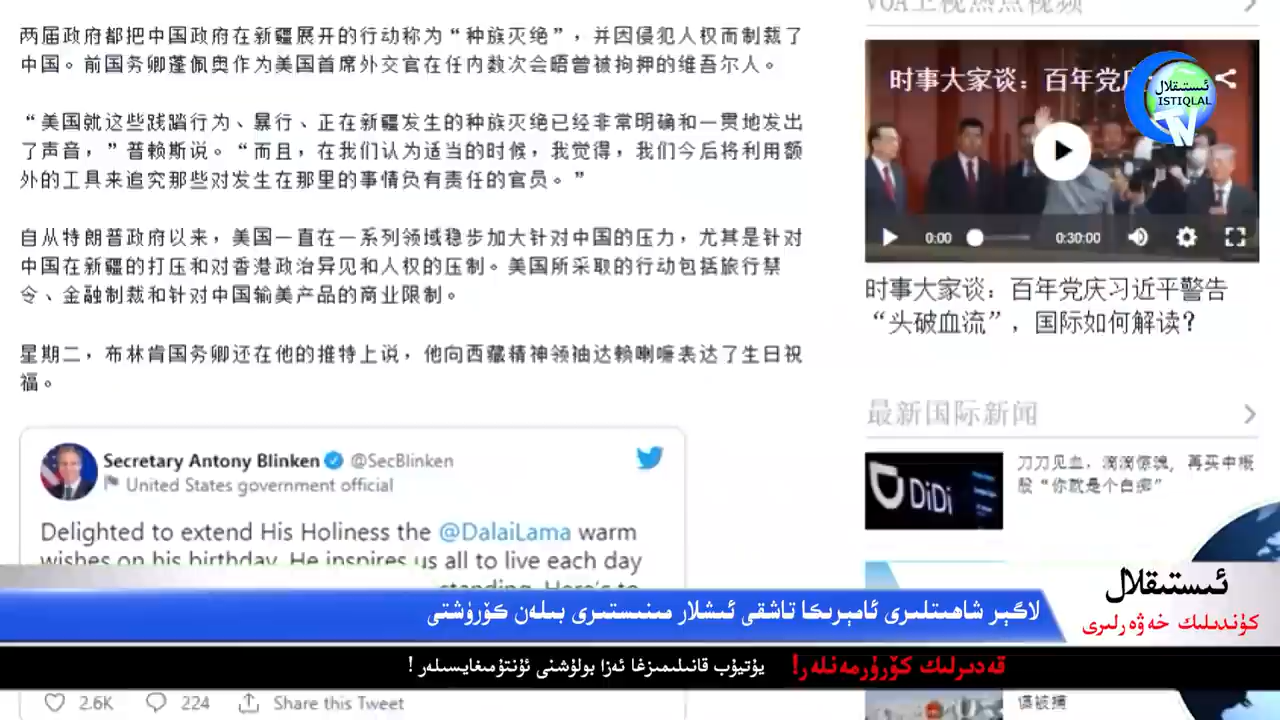 两届政府都把中国政府在新疆展开的行动称为“种族灭绝”，并因侵犯人权而制裁了
中国。前国务卿蓬佩奥作为美国首席外交官在任内数次会晤曾被拘押的维吾尔人。
“美国就这些践踏行为、暴行、正在新疆发生的种族灭绝已经非常明确和一贯地发出
了声音，”普赖斯说。“而且，在我们认为适当的时候，我觉得，我们今后将利用额
外的工具来追究那些对发生在那里的事情负有责任的官员。”
自从特朗普政府以来，美国一直在一系列领域稳步加大针对中国的压力，尤其是针对
中国在新疆的打压和对香港政治异见和人权的压制。美国所采取的行动包括旅行禁
令、金融制裁和针对中国输美产品的商业限制。
星期二，布林肯国务卿还在他的推特上说，他向西藏精神领袖达赖喇嘛表达了生日祝
福。
Secretary Antony Blinken @SecBlinken
United States government official
Delighted to extend His Holiness the @DalaiLama warm
wishes on his birthday. He inspires us all to live each day
standing. Here's to
2.6K 224 Share this Tweet
VOA卫视热点视频
时事大家谈：百年党庆
ئىستىقلال
ISTIQLAL
TV
0:00 0:30:00
时事大家谈：百年党庆习近平警告
“头破血流”，国际如何解读？
最新国际新闻
DiDi
刀刀见血，滴滴惊魂，再买中概
股“你就是个白痴”
ئىستىقلال
كۈندىلىك خەۋەرلىرى
لاگېر شاھىتلىرى ئامېرىكا تاشقى ئىشلار مىنىستىرى بىلەن كۆرۈشتى
قەدىرلىك كۆرۈرمەنلەر! يۇتيۇب قانىلىمىزغا ئەزا بولۇشنى ئۇنتۇمىغايسىلەر !
被捕